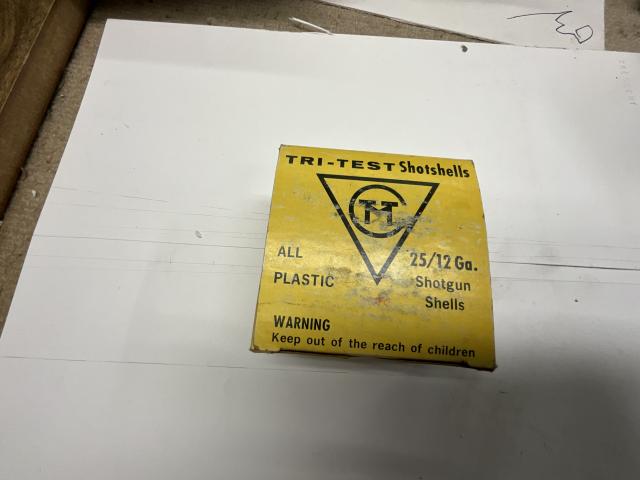 TRI-TEST Shotshells
ALL
PLASTIC
25/12 Ga.
Shotgun
Shells
WARNING
Keep out of the reach of children